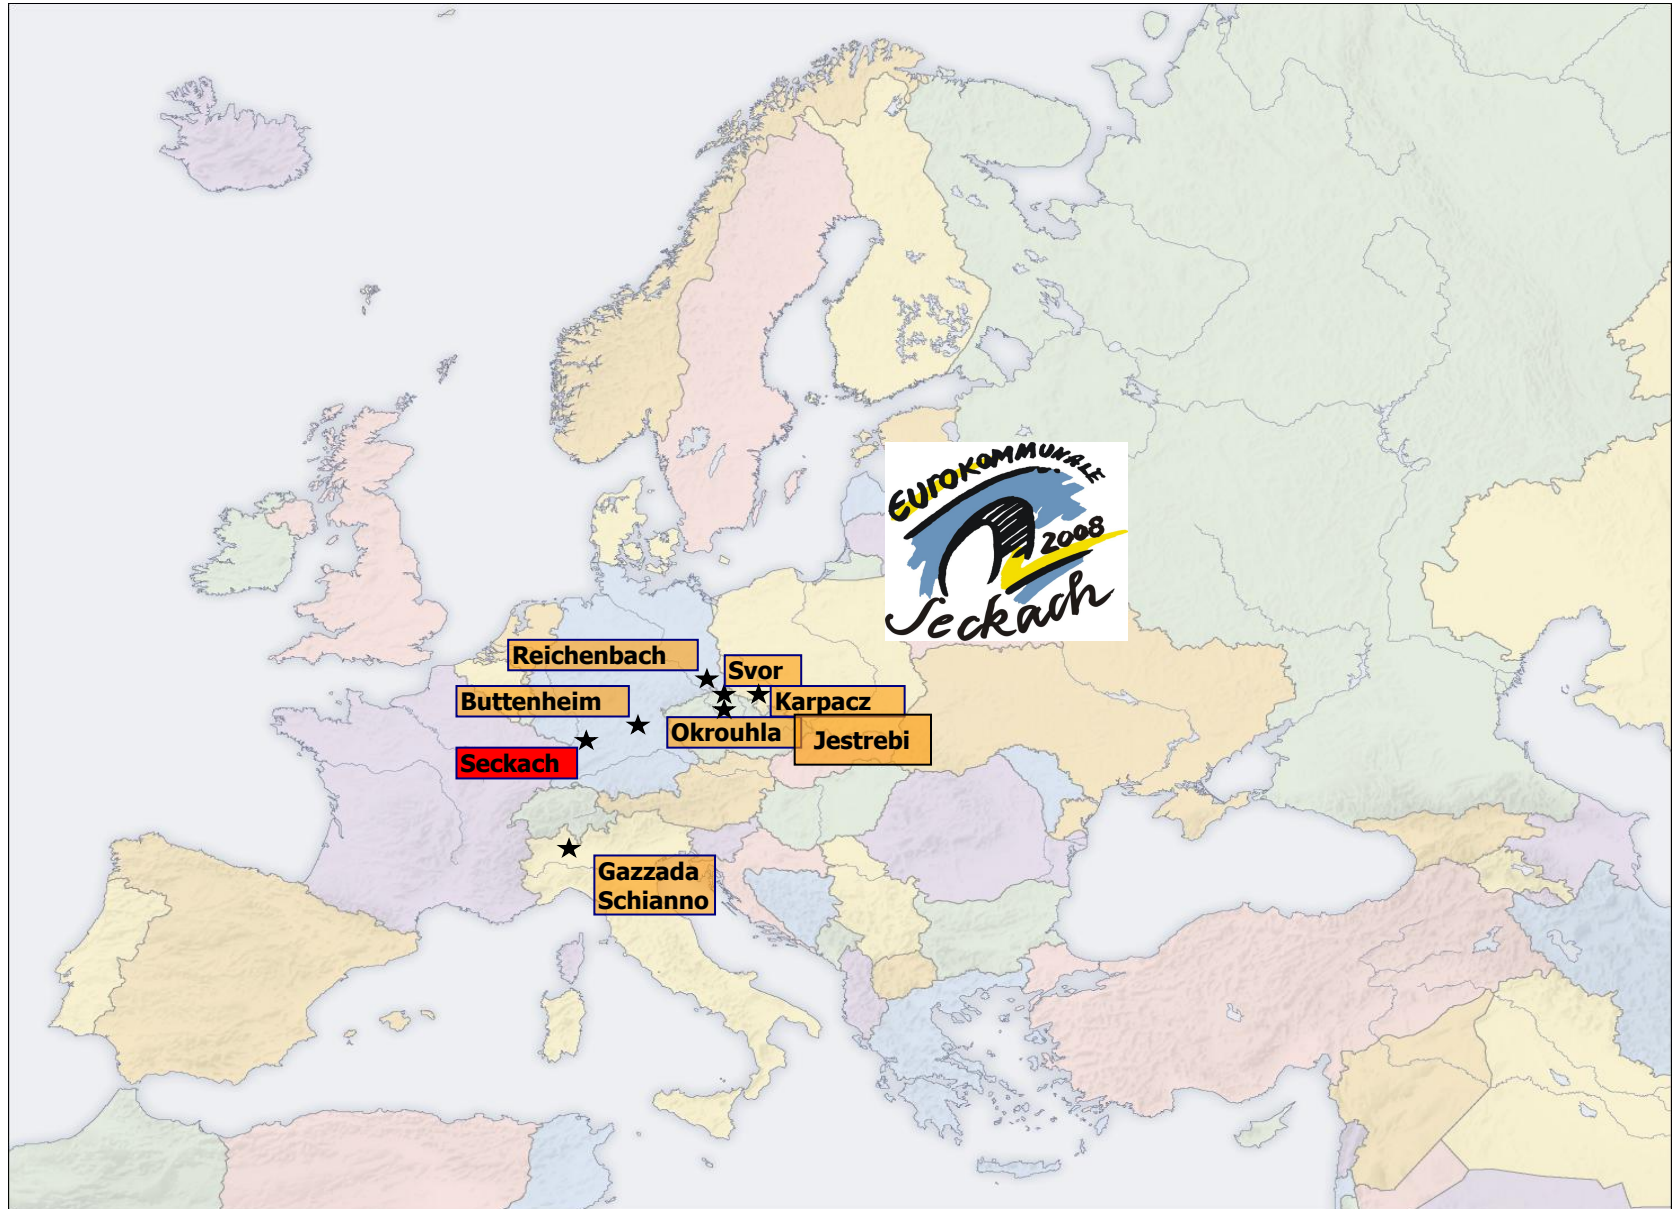 EUROKOMMUNALE
2008
Seckach
Reichenbach
Svor
Buttenheim
Karpacz
Okrouhla
Jestrebi
Seckach
Gazzada
Schianno